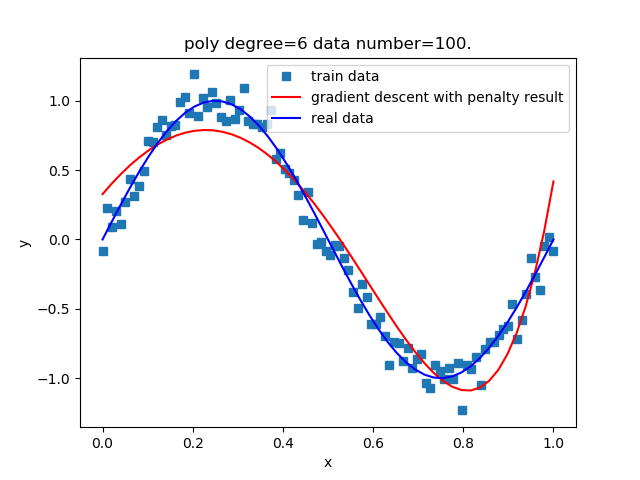 poly degree=6 data number=100.
train data
gradient descent with penalty result
real data
1.0
0.5
0.0
−0.5
−1.0
y
0.0 0.2 0.4 0.6 0.8 1.0
x